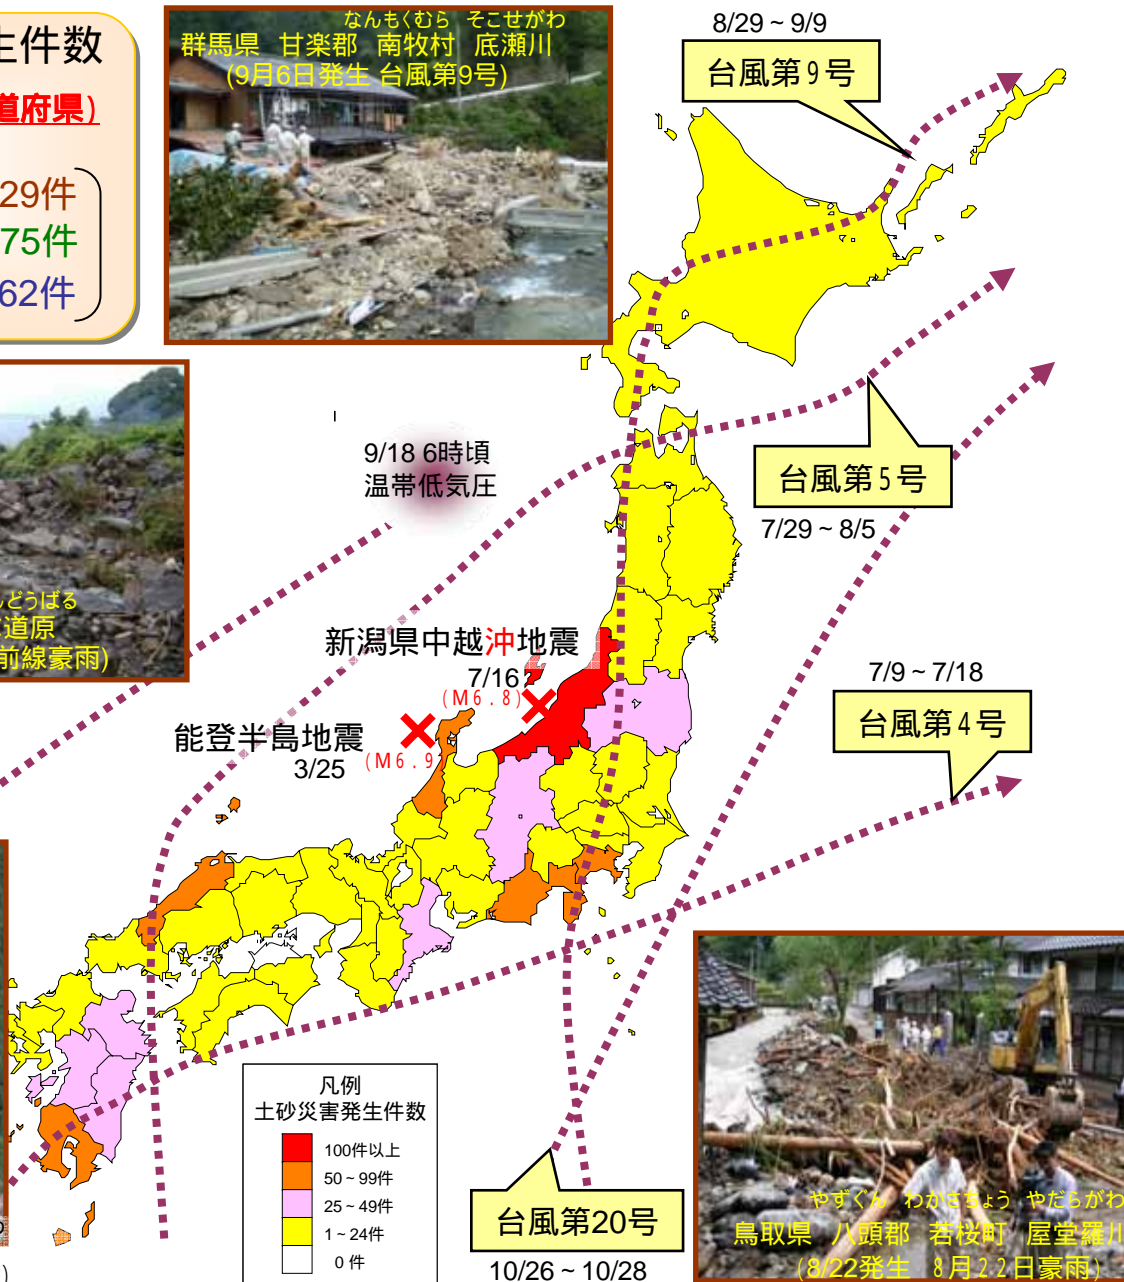 生件数
道府県)
29件
75件
62件
なんもくむら そこせがわ
群馬県 甘楽郡 南牧村 底瀬川
(9月6日発生 台風第9号)
8/29～9/9
台風第9号
9/18 6時頃
温帯低気圧
台風第5号
7/29～8/5
んどうばる
道原
前線豪雨)
新潟県中越沖地震
7/16
(M6.8)
能登半島地震
3/25
(M6.9
7/9～7/18
台風第4号
凡例
土砂災害発生件数
100件以上
50～99件
25～49件
1～24件
0件
台風第20号
10/26～10/28
やずぐん わかさちょう やだらがわ
鳥取県 八頭郡 若桜町 屋堂羅川
(8/22発生 8月22日豪雨)
)